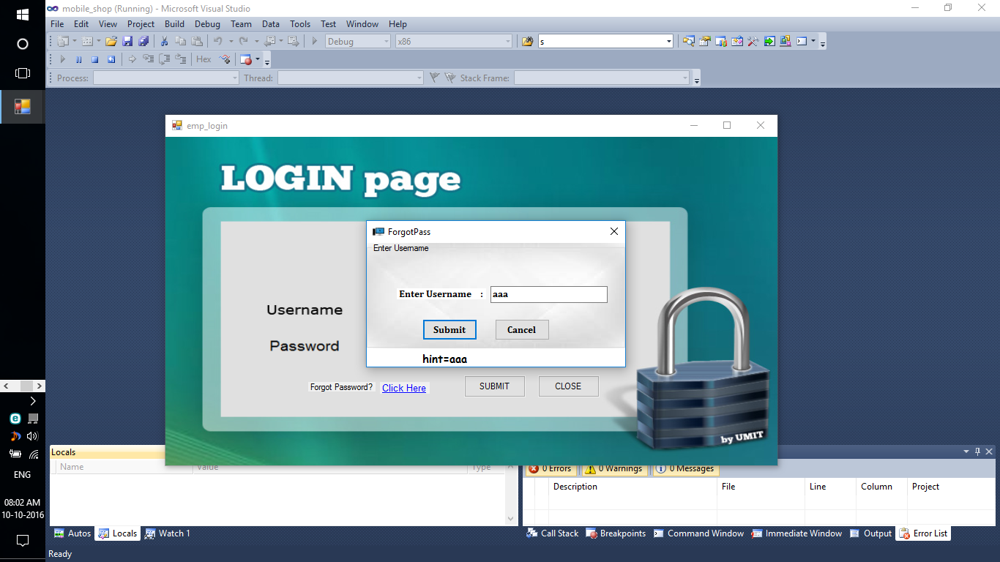 mobile_shop (Running) - Microsoft Visual Studio
File Edit View Project Build Debug Team Data Tools Test Window Help
Debug x86 s
Hex
Process: Thread: Stack Frame:
emp_login
LOGIN page
ForgotPass
Enter Username
Enter Username : aaa
Submit Cancel
hint=aaa
Username
Password
Forgot Password? Click Here SUBMIT CLOSE
by UMIT
Locals
Name Value Type
0 Errors 0 Warnings 0 Messages
Description File Line Column Project
Autos Locals Watch 1
Call Stack Breakpoints Command Window Immediate Window Output Error List
Ready
ENG
08:02 AM
10-10-2016